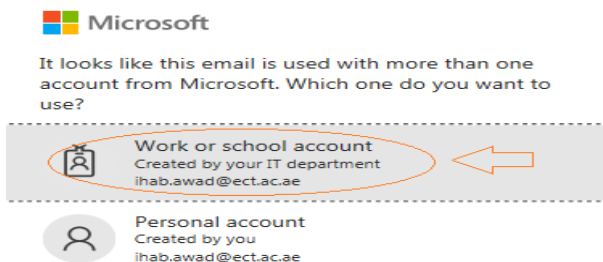 Microsoft
It looks like this email is used with more than one
account from Microsoft. Which one do you want to
use?
Work or school account
Created by your IT department
ihab.awad@ect.ac.ae
Personal account
Created by you
ihab.awad@ect.ac.ae